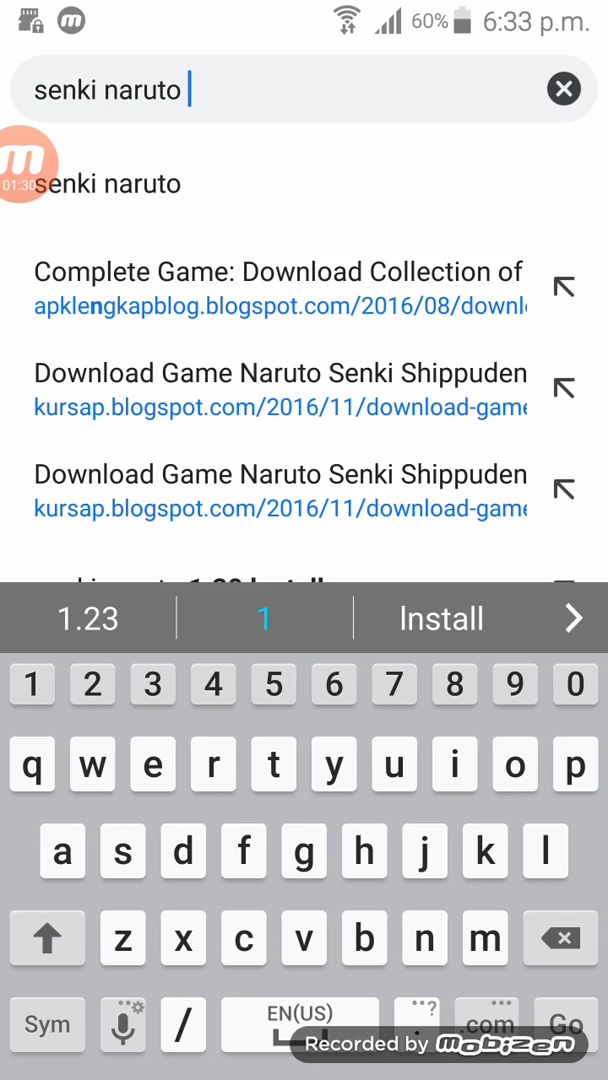 60% 6:33 p.m.
senki naruto
01:30
senki naruto
Complete Game: Download Collection of
apklengkapblog.blogspot.com/2016/08/downl
Download Game Naruto Senki Shippuden
kursap.blogspot.com/2016/11/download-game
Download Game Naruto Senki Shippuden
kursap.blogspot.com/2016/11/download-game
1.23 1 Install
1 2 3 4 5 6 7 8 9 0
q w e r t y u i o p
a s d f g h j k l
z x c v b n m
Sym / EN(US) . ? .com Go
Recorded by mobizen